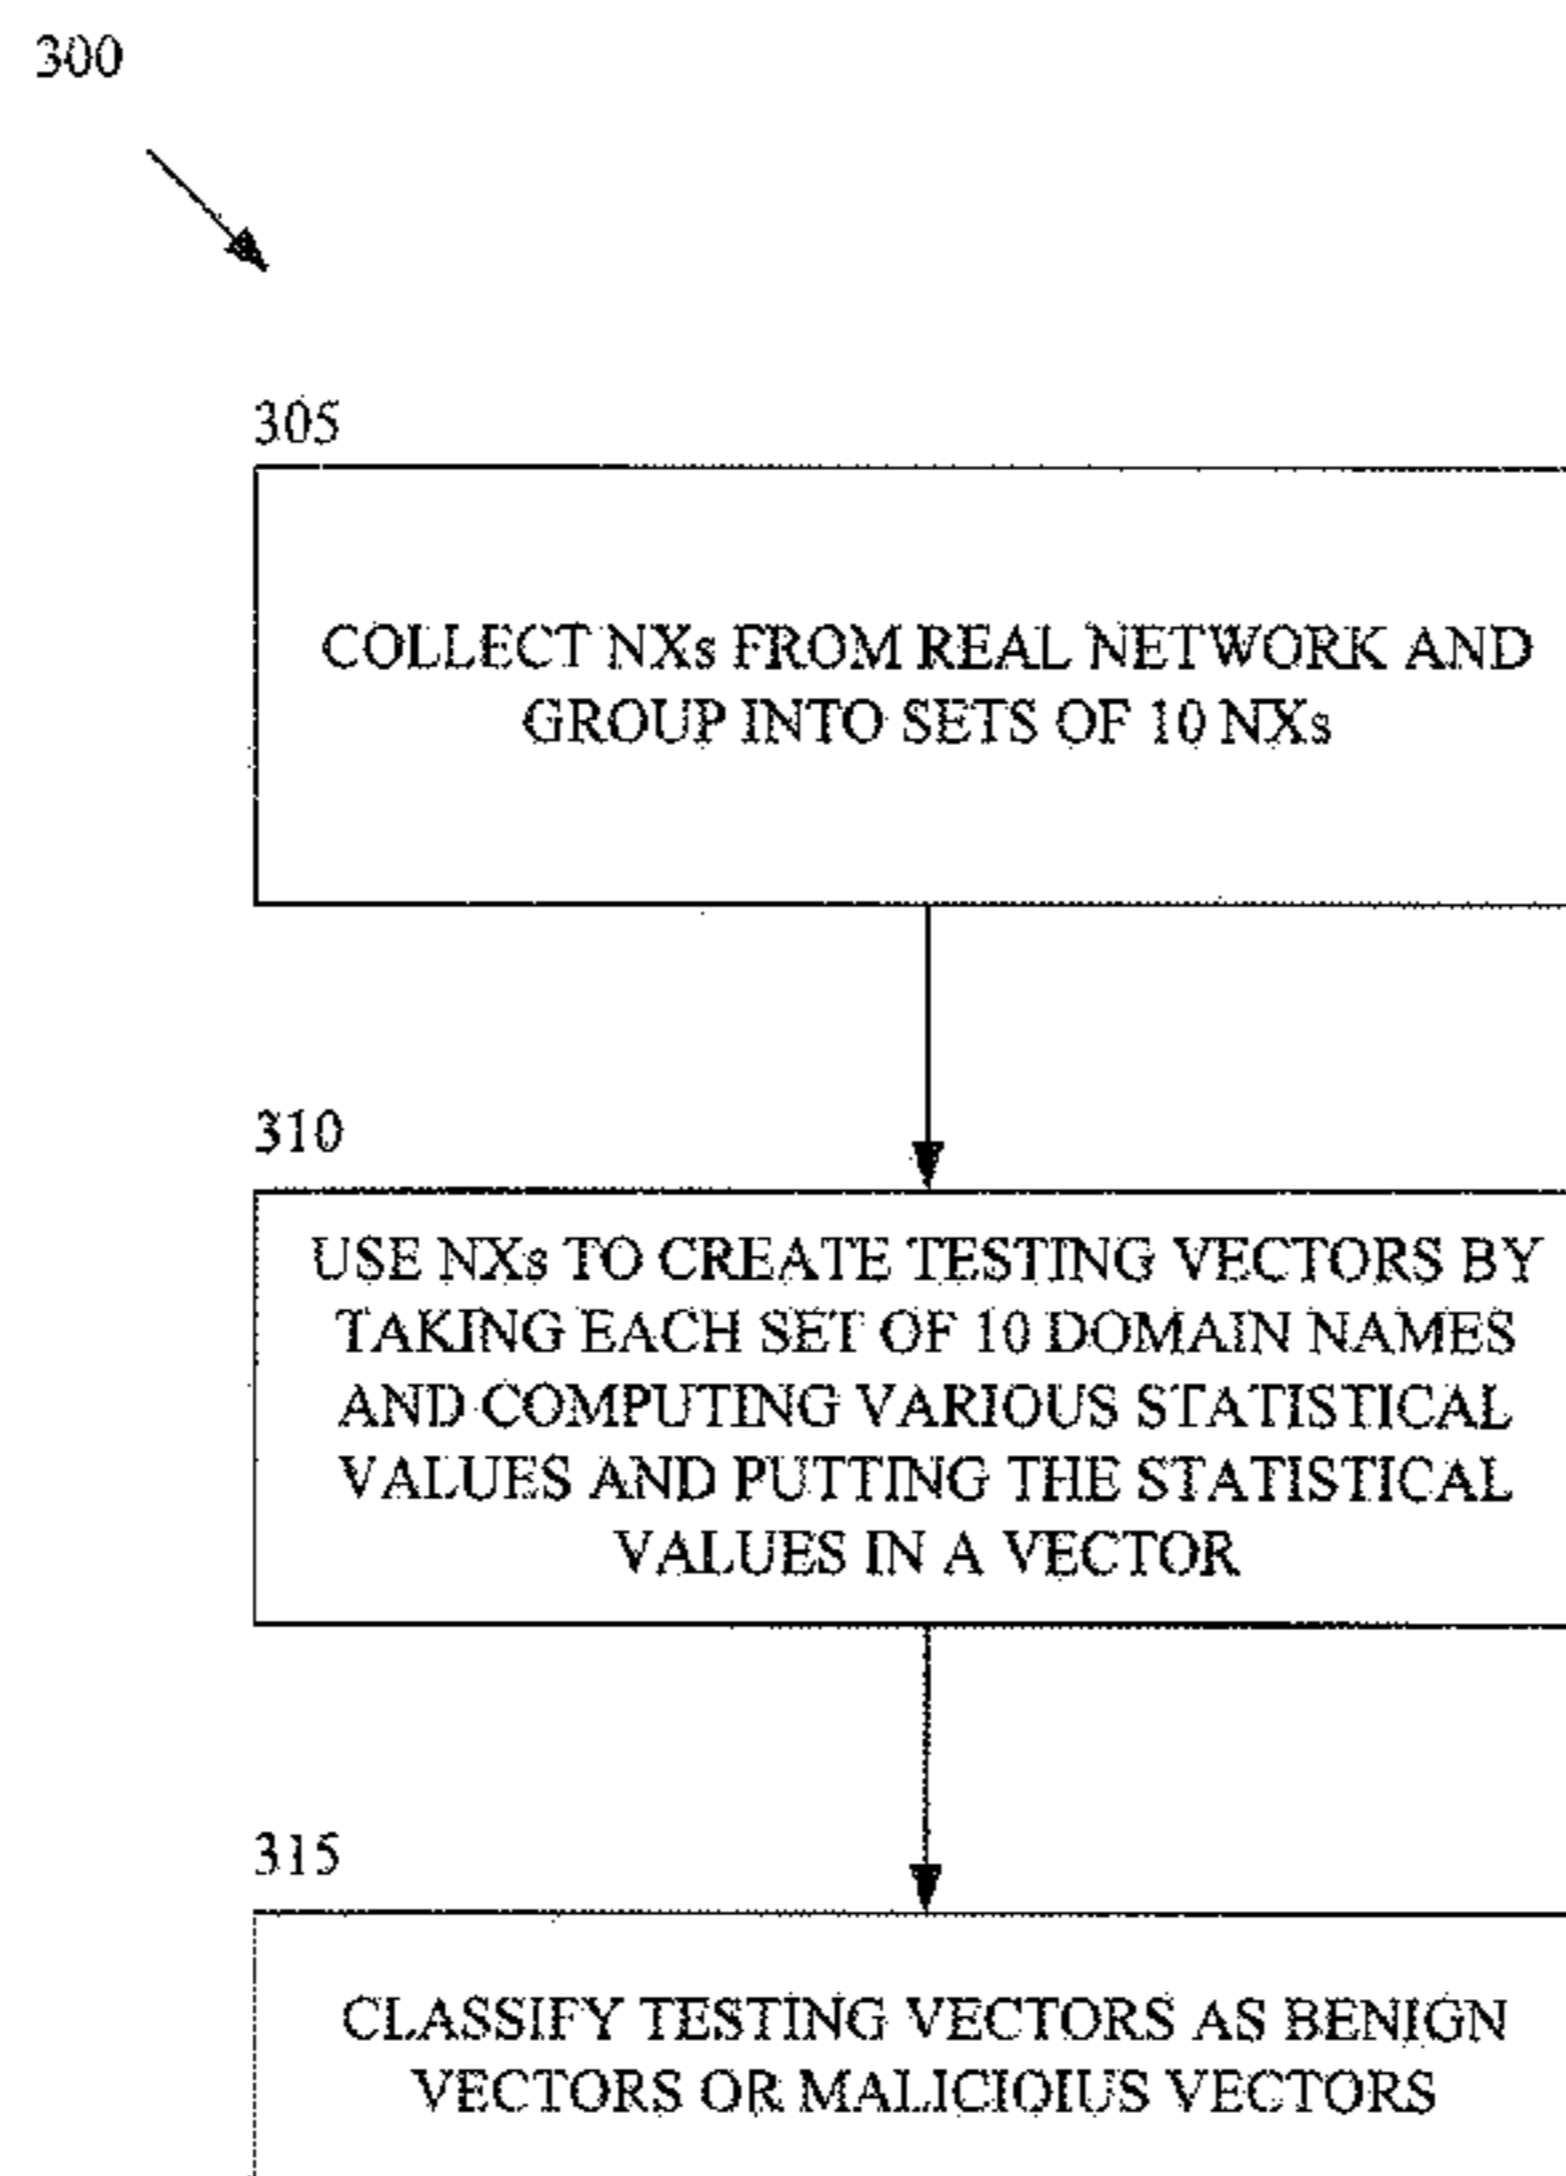 300
305
COLLECT NXs FROM REAL NETWORK AND
GROUP INTO SETS OF 10 NXs
310
USE NXs TO CREATE TESTING VECTORS BY
TAKING EACH SET OF 10 DOMAIN NAMES
AND COMPUTING VARIOUS STATISTICAL
VALUES AND PUTTING THE STATISTICAL
VALUES IN A VECTOR
315
CLASSIFY TESTING VECTORS AS BENIGN
VECTORS OR MALICIOIUS VECTORS